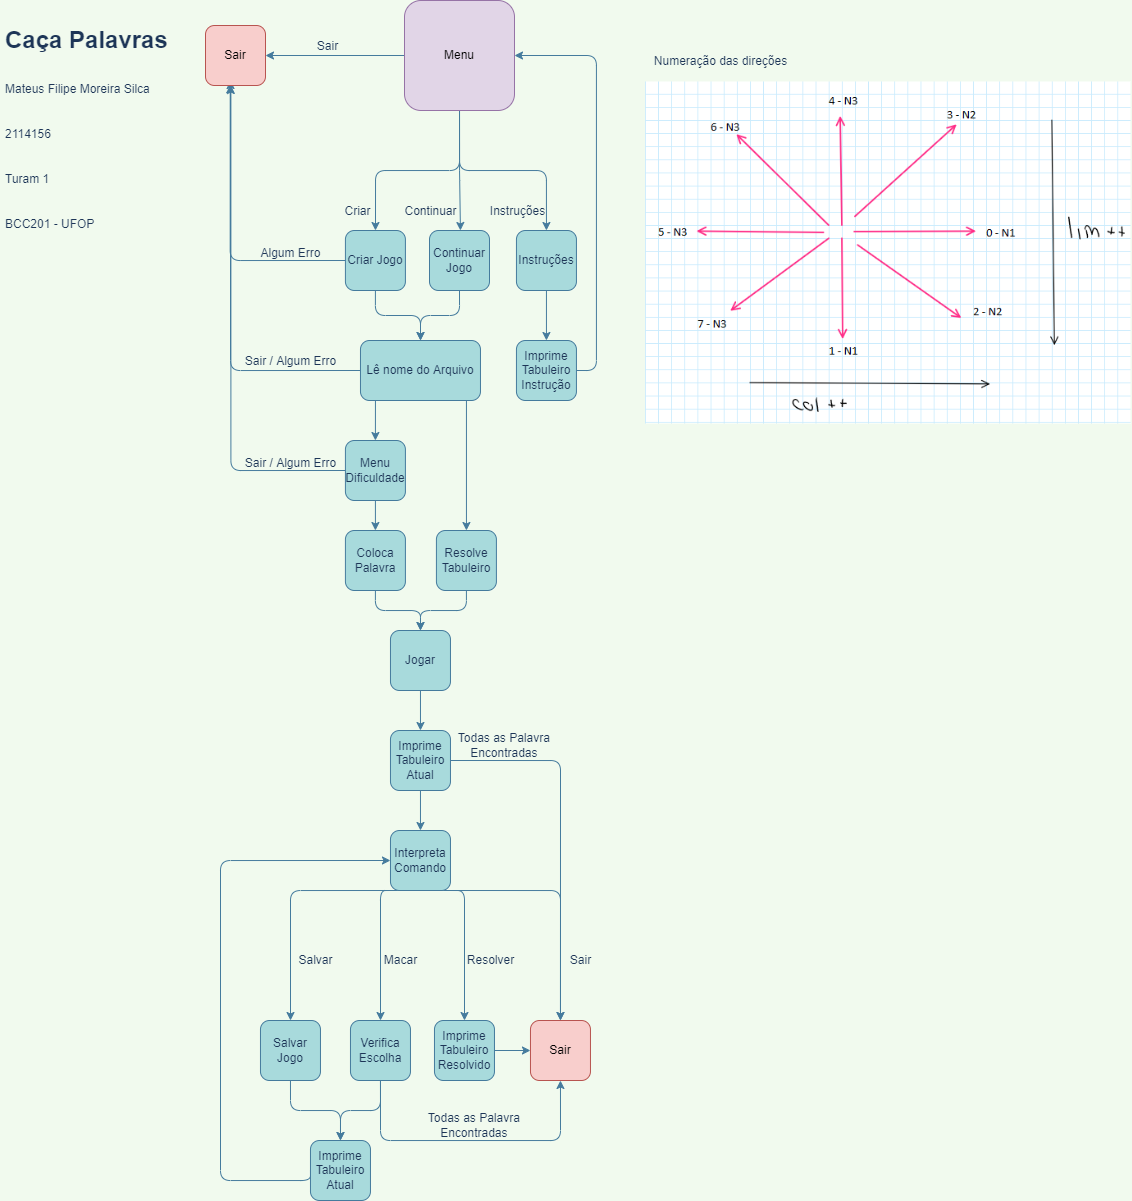 Caça Palavras
Mateus Filipe Moreira Silca
2114156
Turam 1
BCC201 - UFOP
Sair
Sair
Menu
Criar
Continuar
Instruções
Algum Erro
Criar Jogo
Continuar
Jogo
Instruções
Sair / Algum Erro
Lê nome do Arquivo
Imprime
Tabuleiro
Instrução
Sair / Algum Erro
Menu
Dificuldade
Coloca
Palavra
Resolve
Tabuleiro
Jogar
Imprime
Tabuleiro
Atual
Todas as Palavra
Encontradas
Interpreta
Comando
Salvar
Macar
Resolver
Sair
Salvar
Jogo
Verifica
Escolha
Imprime
Tabuleiro
Resolvido
Sair
Todas as Palavra
Encontradas
Imprime
Tabuleiro
Atual
Numeração das direções
4 - N3
3 - N2
6 - N3
5 - N3
0 - N1
7 - N3
2 - N2
1 - N1
lim ++
col ++